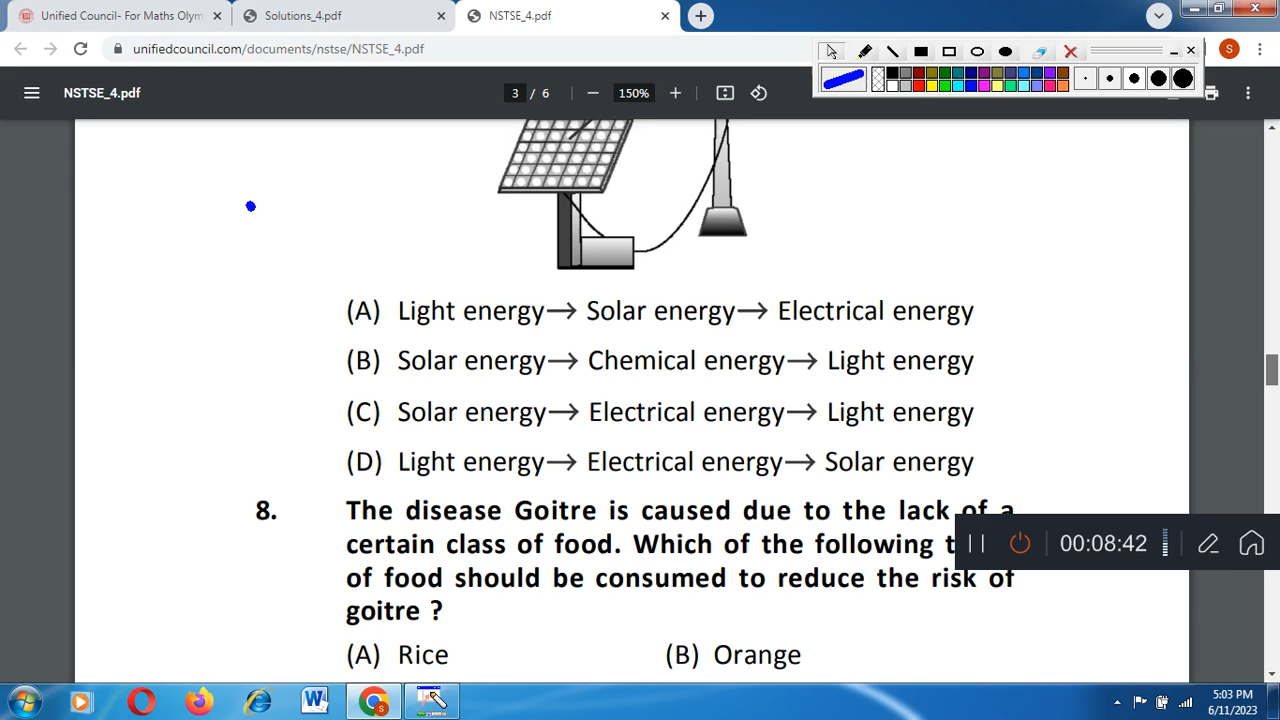 Unified Council- For Maths Olym
Solutions_4.pdf
NSTSE_4.pdf
unifiedcouncil.com/documents/nstse/NSTSE_4.pdf
S
NSTSE_4.pdf
3 / 6
150%
(A) Light energy→ Solar energy→ Electrical energy
(B) Solar energy→ Chemical energy→ Light energy
(C) Solar energy→ Electrical energy→ Light energy
(D) Light energy→ Electrical energy→ Solar energy
8. The disease Goitre is caused due to the lack of a
certain class of food. Which of the following
of food should be consumed to reduce the risk of
goitre ?
(A) Rice (B) Orange
00:08:42
5:03 PM
6/11/2023